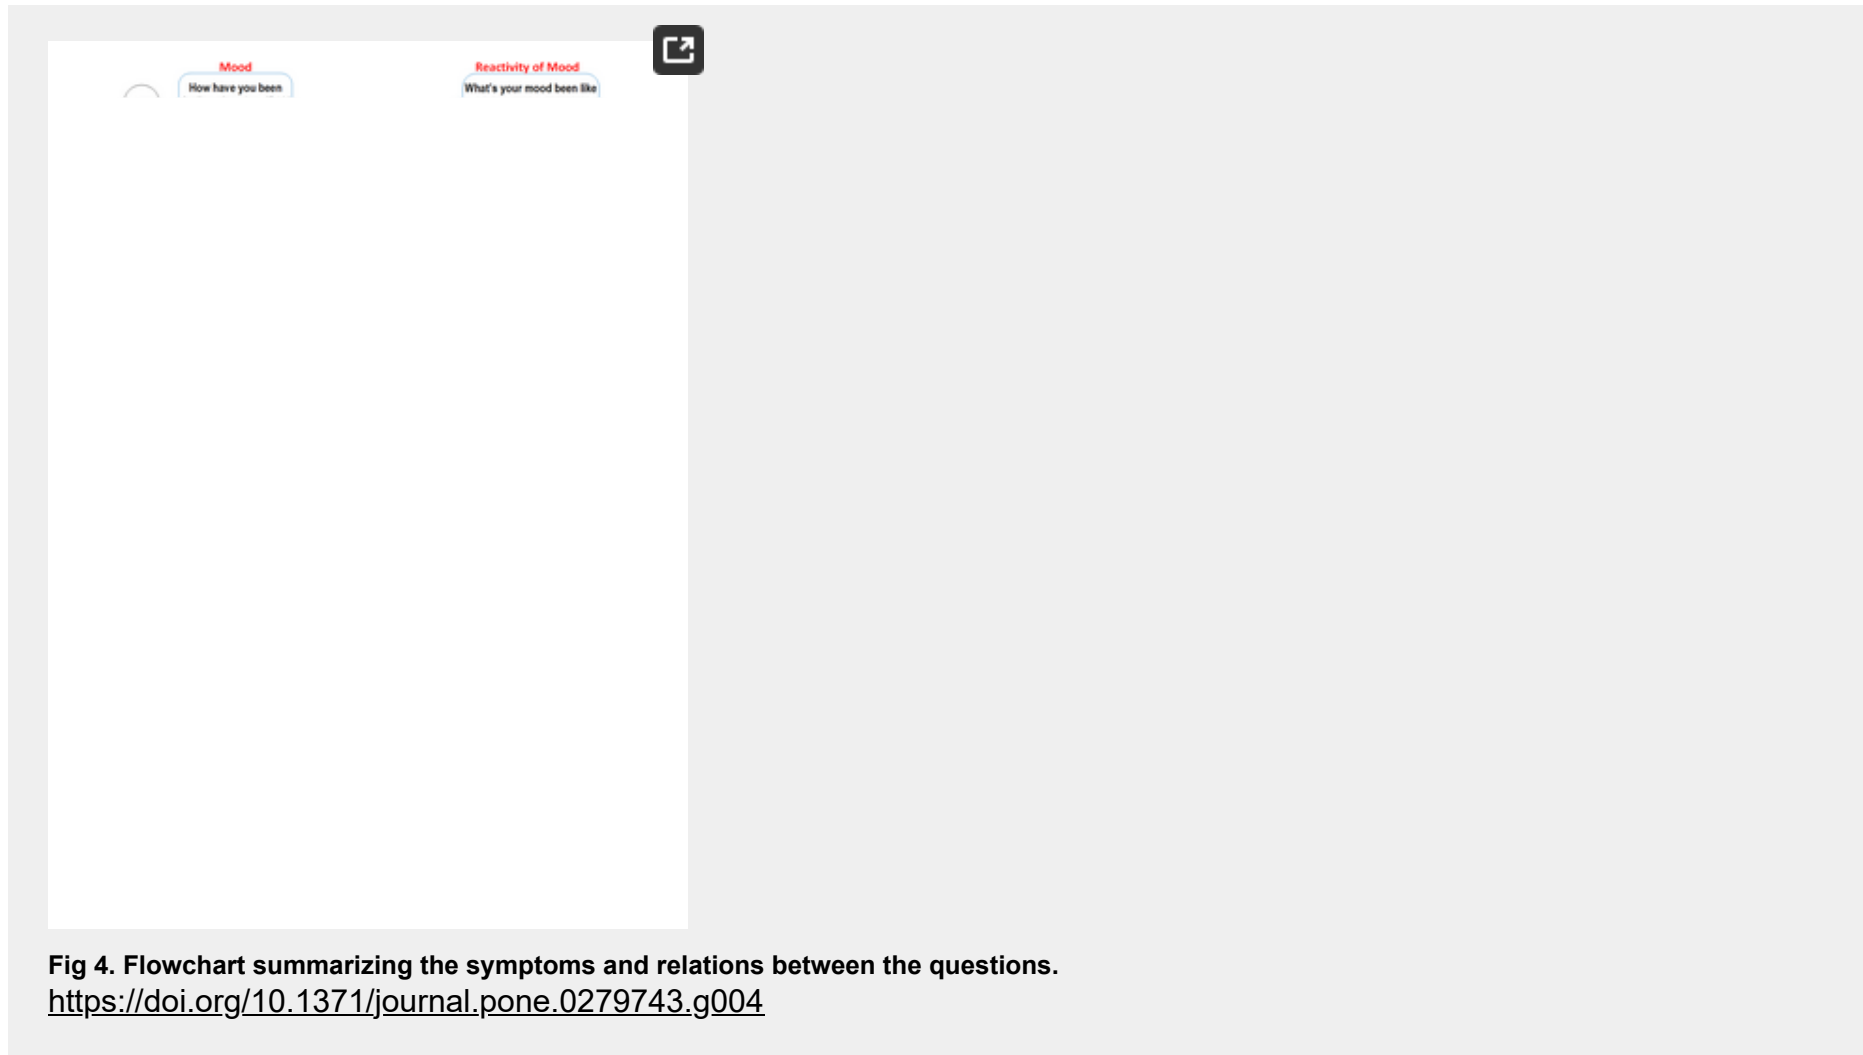 Mood
How have you been
Reactivity of Mood
What's your mood been like
Fig 4. Flowchart summarizing the symptoms and relations between the questions.
https://doi.org/10.1371/journal.pone.0279743.g004